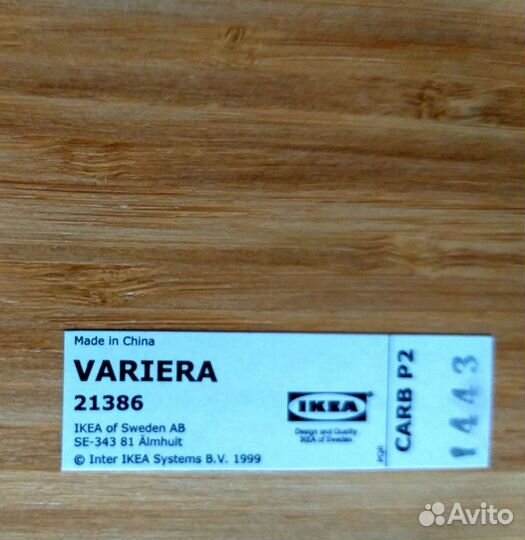 Made in China
VARIERA
21386
IKEA of Sweden AB
SE-343 81 Älmhult
© Inter IKEA Systems B.V. 1999
IKEA
Design and Quality
IKEA of Sweden
CARB P2
1443
Avito